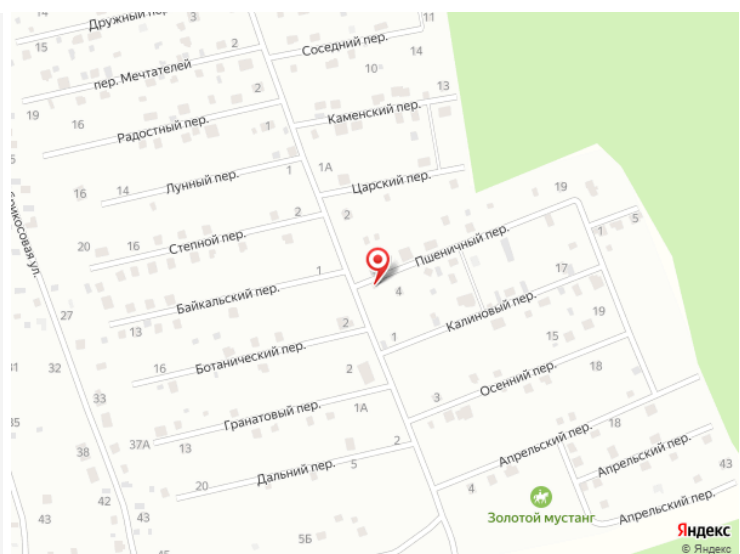 14
Дружный пер.
15
11
3
2
Соседний пер.
14
пер. Мечтателей
10
13
2
19
16
Каменский пер.
Радостный пер.
1
1А
14
Лунный пер.
1
16
Царский пер.
19
2
2
5
20
16
Степной пер.
1
Пшеничный пер.
17
1
4
Байкальский пер.
27
13
Калиновый пер.
19
2
1
15
31
32
Ботанический пер.
16
2
Осенний пер.
18
33
3
35
Гранатовый пер.
1А
18
37А
13
2
Апрельский пер.
Апрельский пер.
38
43
Дальний пер.
5
4
20
42
Золотой мустанг
Апрельский пер.
43
43
5Б
45
Яндекс
© Яндекс